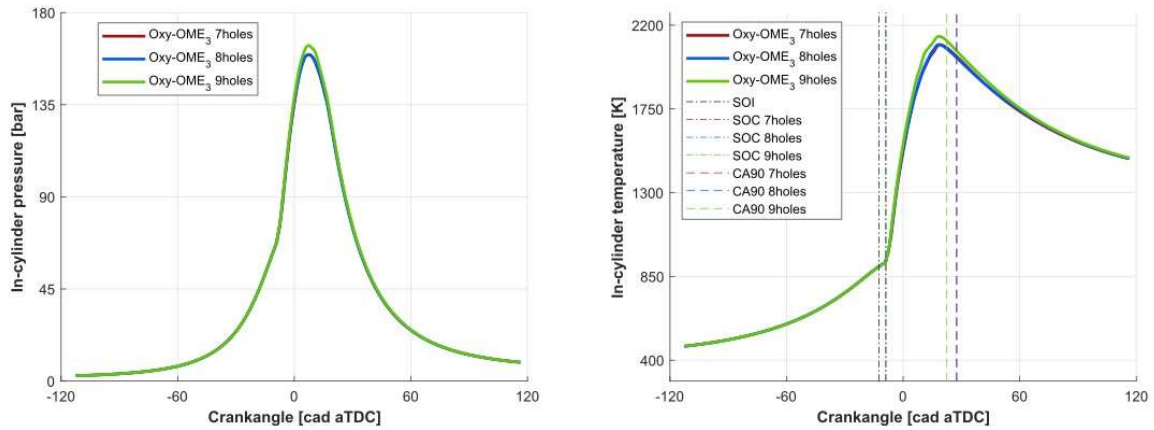 180
135
90
45
0
-120
-60
0
60
120
In-cylinder pressure [bar]
Crankangle [cad aTDC]
Oxy-OME3 7holes
Oxy-OME3 8holes
Oxy-OME3 9holes
2200
1750
1300
850
400
-120
-60
0
60
120
In-cylinder temperature [K]
Crankangle [cad aTDC]
Oxy-OME3 7holes
Oxy-OME3 8holes
Oxy-OME3 9holes
SOI
SOC 7holes
SOC 8holes
SOC 9holes
CA90 7holes
CA90 8holes
CA90 9holes